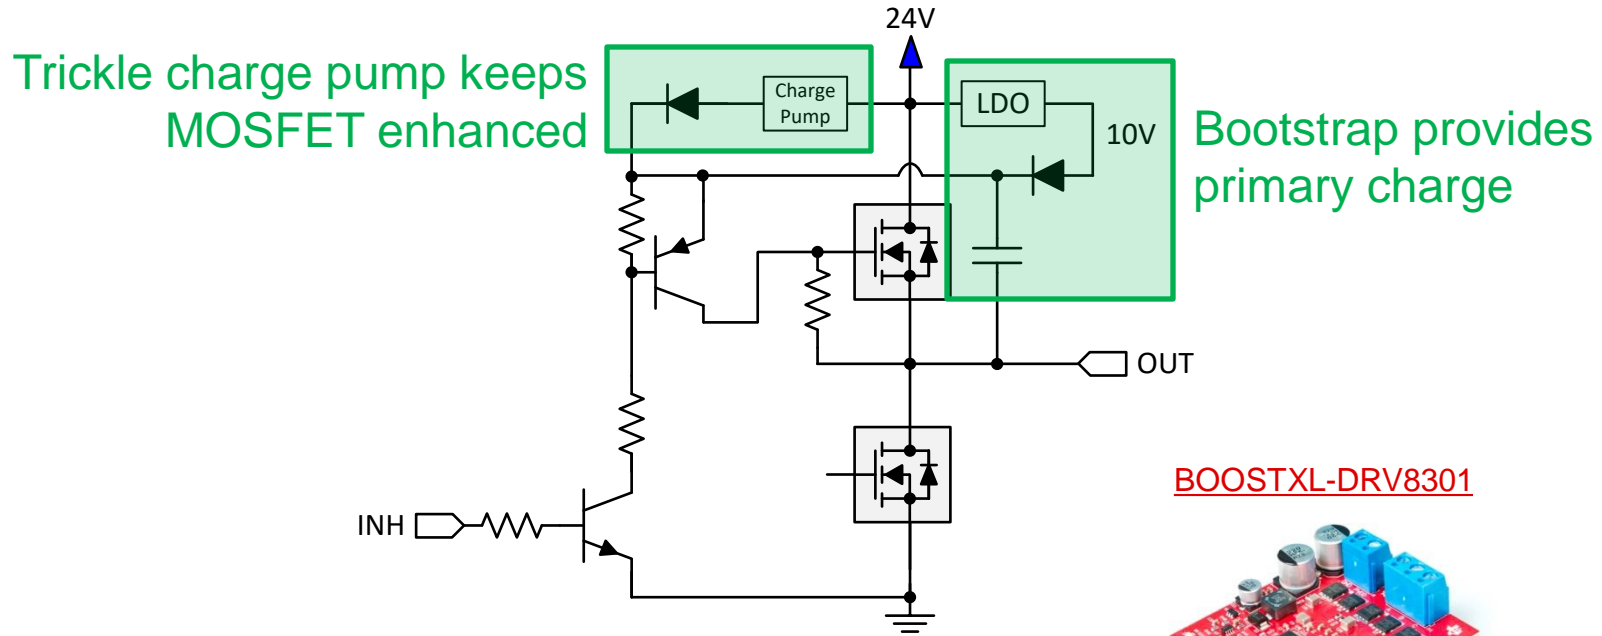 24V
Trickle charge pump keeps
MOSFET enhanced
Charge
Pump
LDO
10V
Bootstrap provides
primary charge
OUT
BOOSTXL-DRV8301
INH